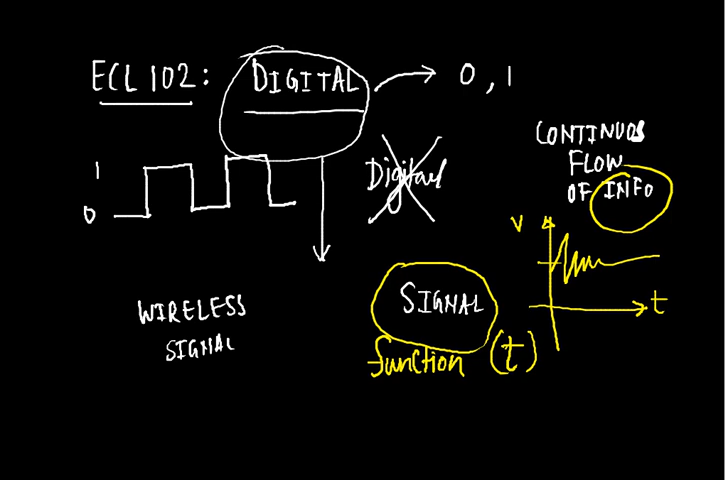 ECL 102: DIGITAL → 0, 1
CONTINUOS
FLOW
OF INFO
1
0
Digital
V
t
SIGNAL
function (t)
WIRELESS
SIGNAL